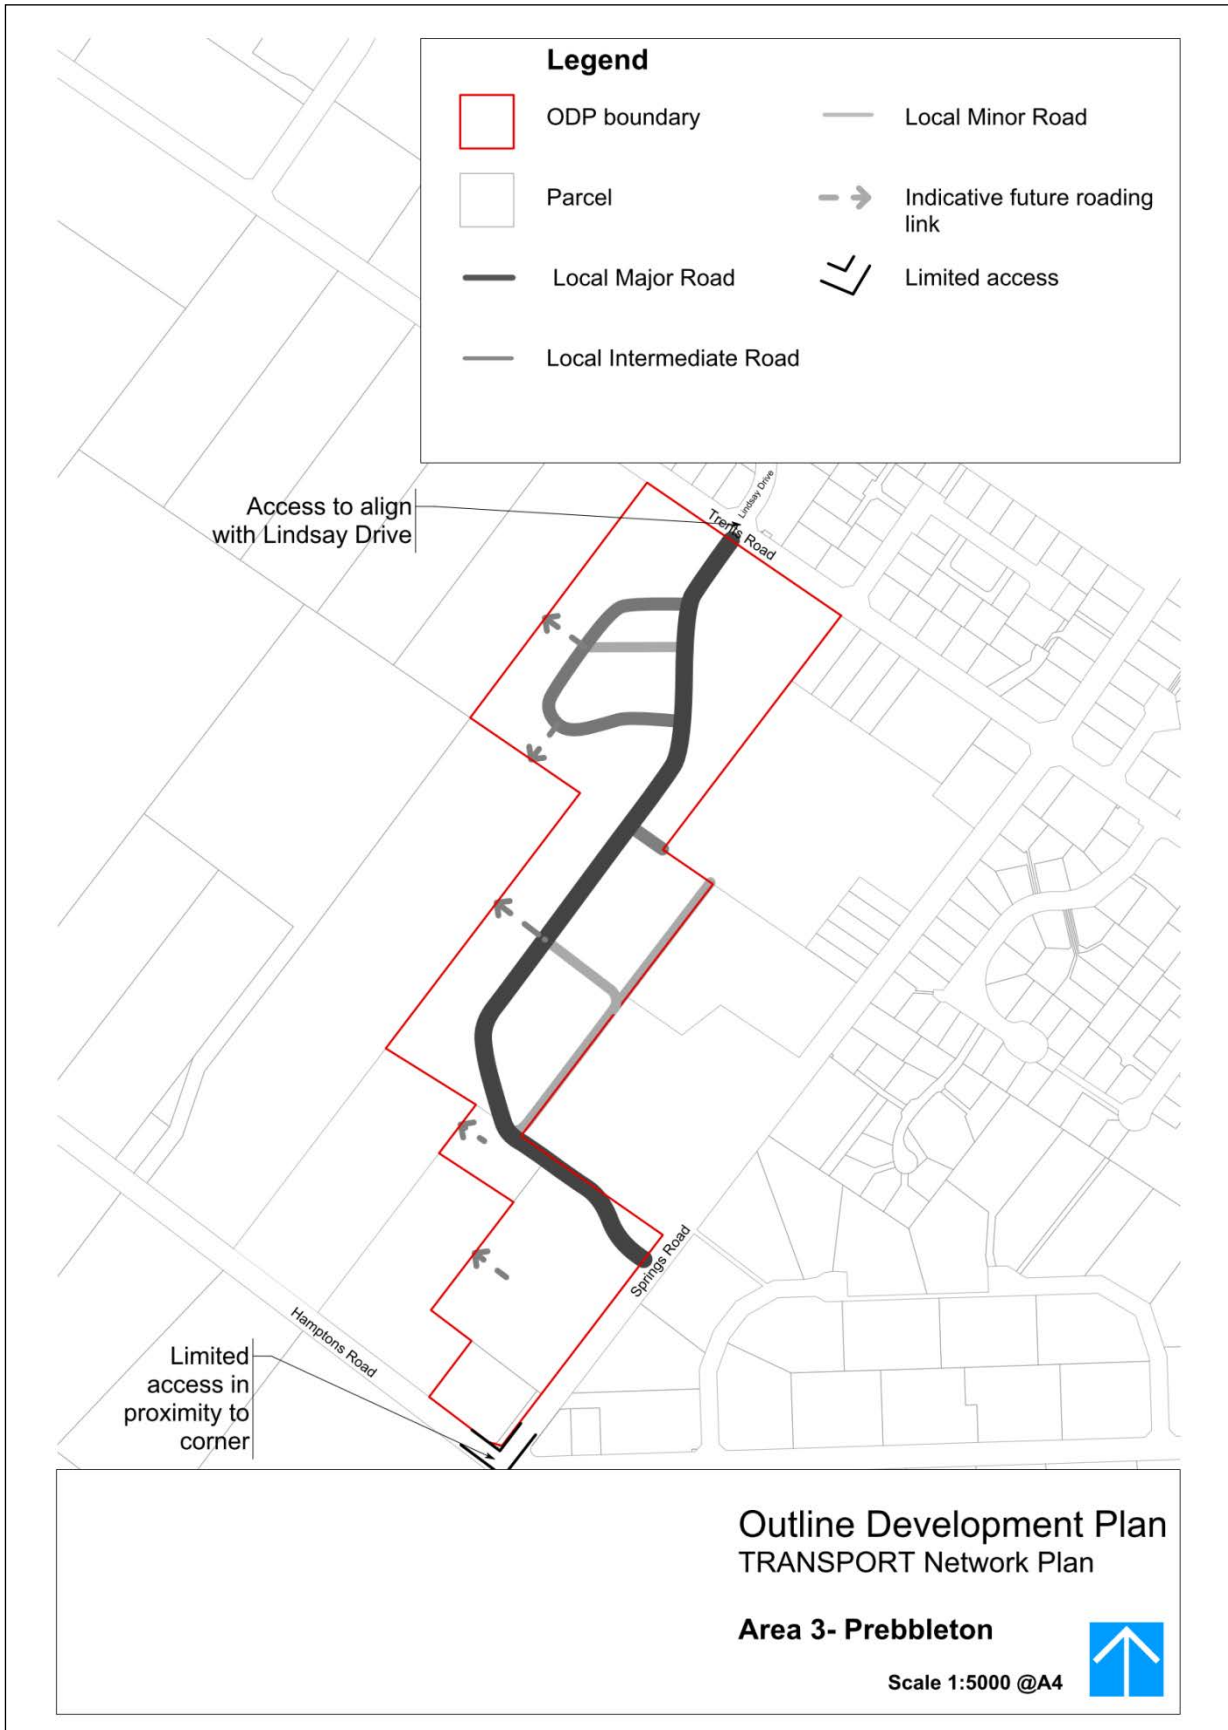 Legend
ODP boundary
Local Minor Road
Parcel
Indicative future roading
link
Local Major Road
Limited access
Local Intermediate Road
Access to align
with Lindsay Drive
Lindsay Drive
Trents Road
Springs Road
Hamptons Road
Limited
access in
proximity to
corner
Outline Development Plan
TRANSPORT Network Plan
Area 3- Prebbleton
Scale 1:5000 @A4